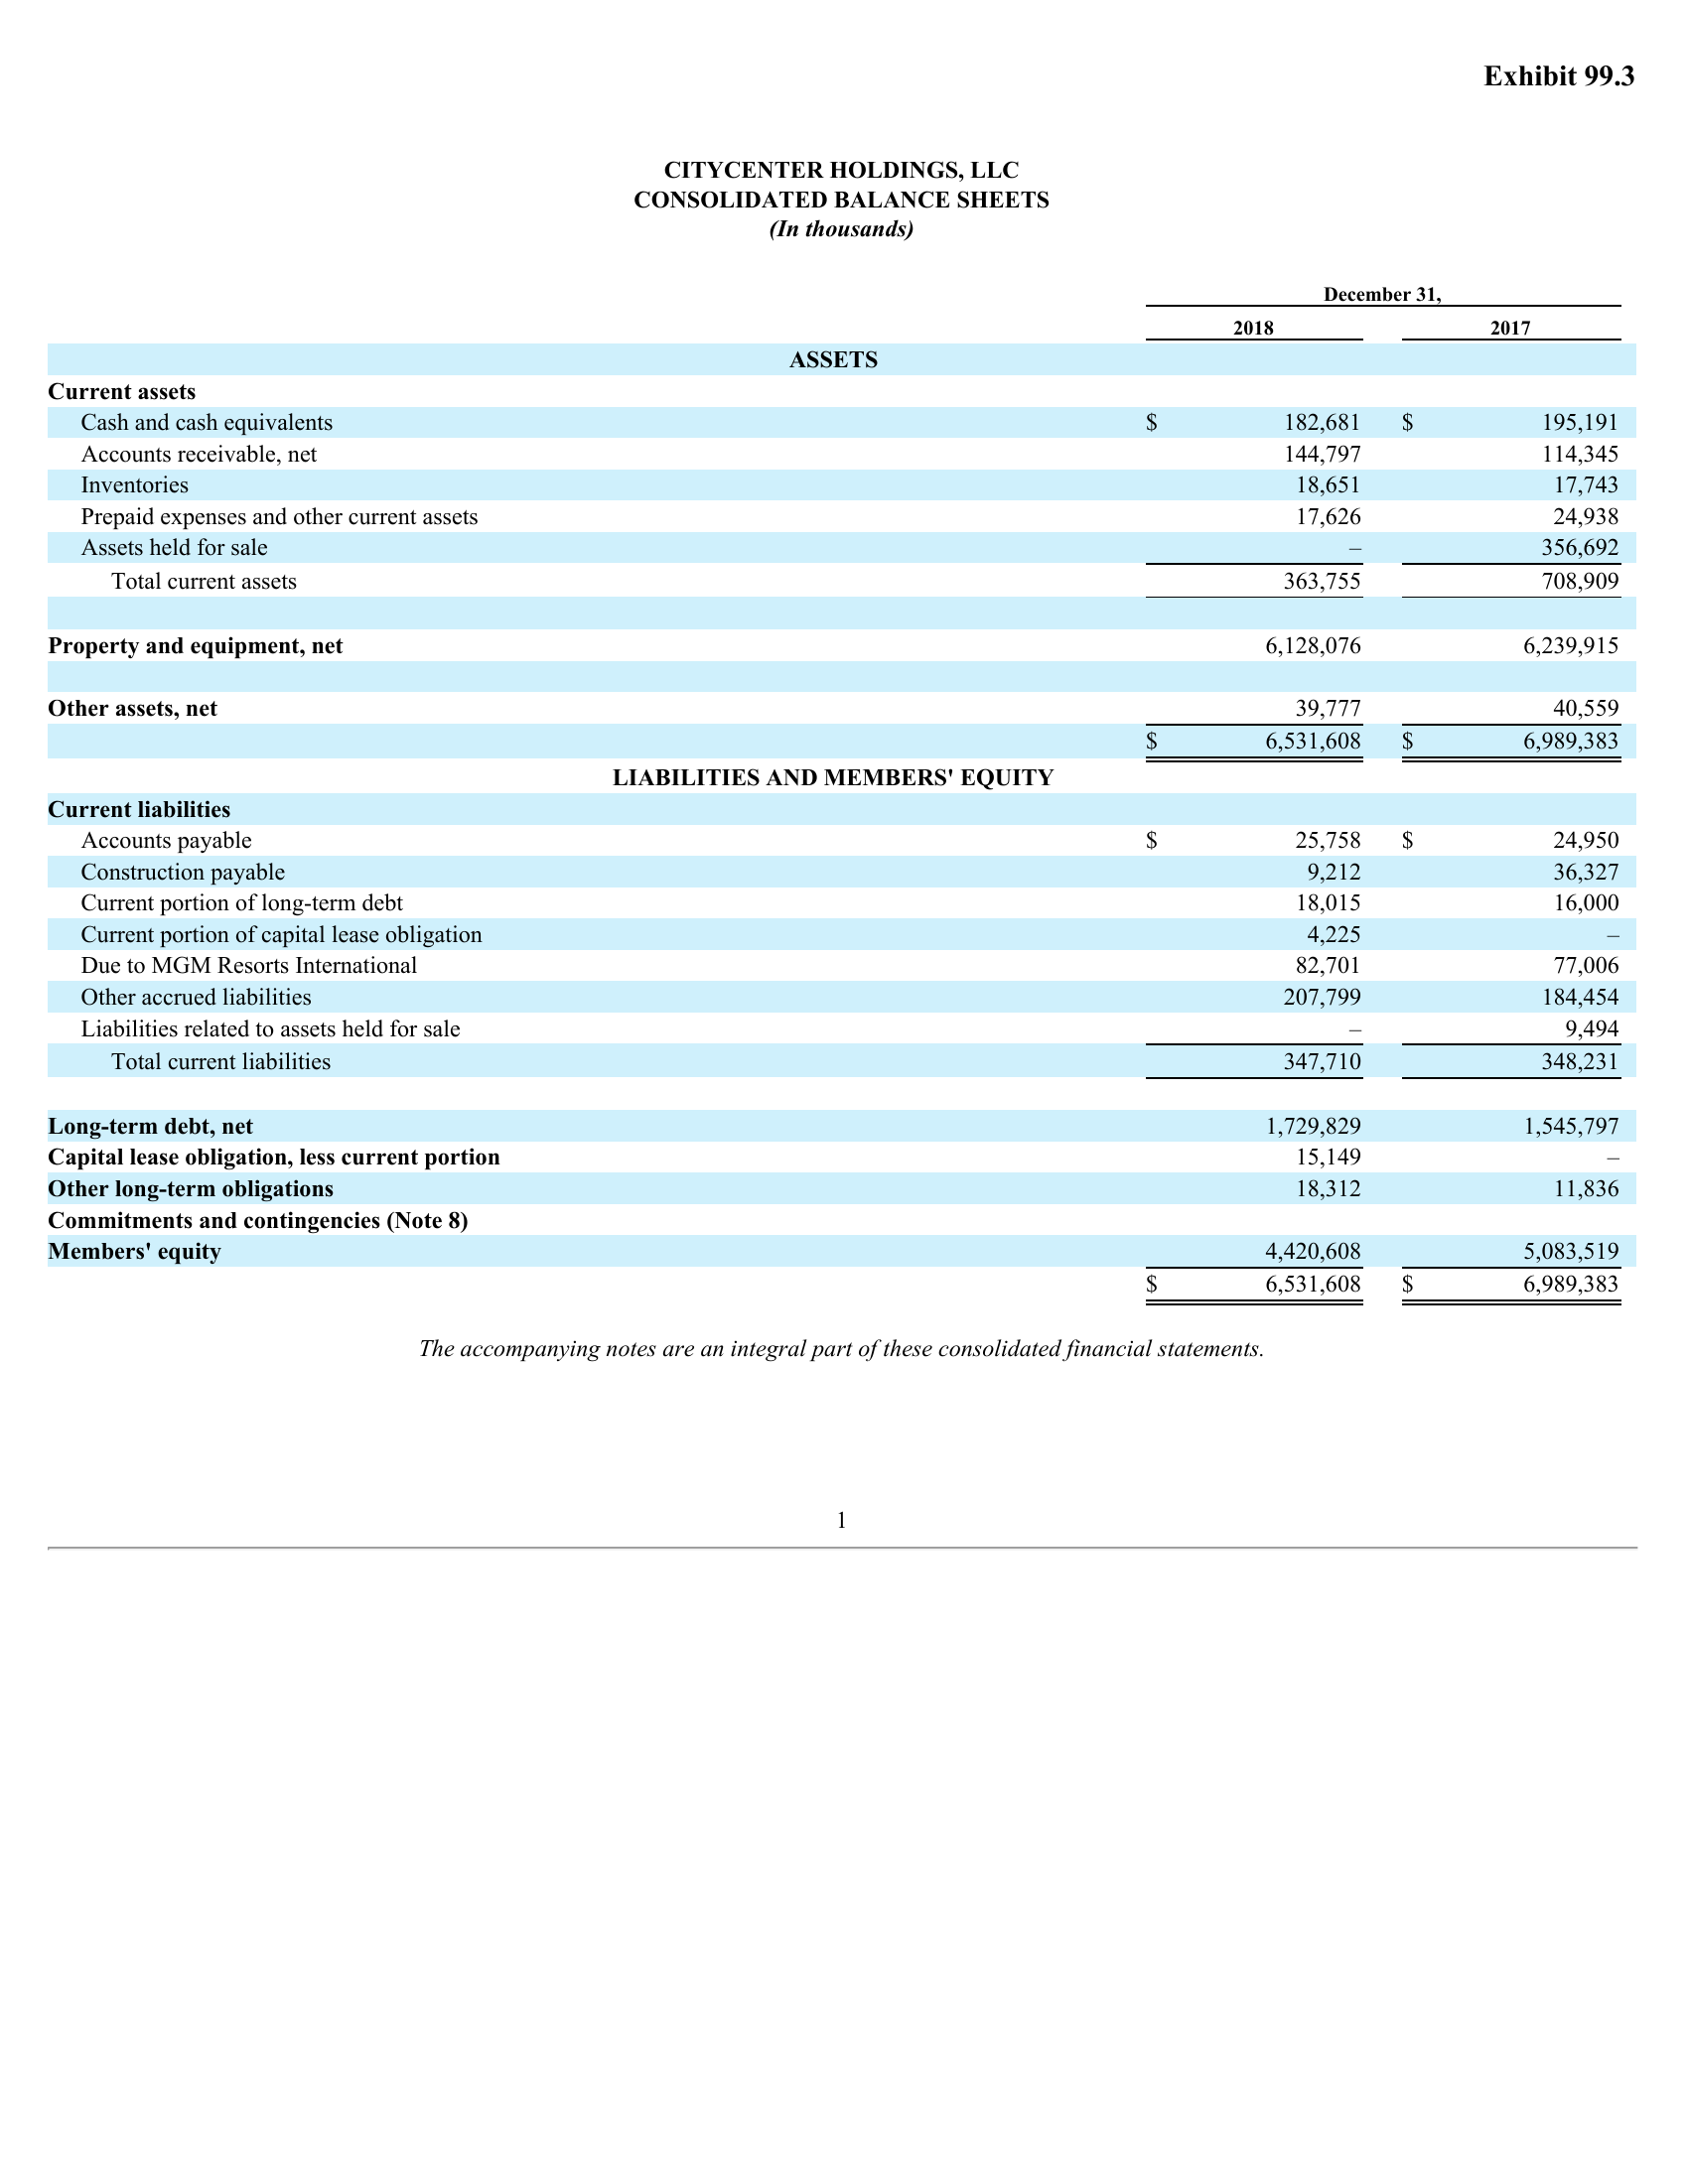 Exhibit 99.3
CITYCENTER HOLDINGS, LLC
CONSOLIDATED BALANCE SHEETS
(In thousands)
December 31,
2018 2017
ASSETS
Current assets
Cash and cash equivalents $ 182,681 $ 195,191
Accounts receivable, net 144,797 114,345
Inventories 18,651 17,743
Prepaid expenses and other current assets 17,626 24,938
Assets held for sale – 356,692
Total current assets 363,755 708,909
Property and equipment, net 6,128,076 6,239,915
Other assets, net 39,777 40,559
$ 6,531,608 $ 6,989,383
LIABILITIES AND MEMBERS' EQUITY
Current liabilities
Accounts payable $ 25,758 $ 24,950
Construction payable 9,212 36,327
Current portion of long-term debt 18,015 16,000
Current portion of capital lease obligation 4,225 –
Due to MGM Resorts International 82,701 77,006
Other accrued liabilities 207,799 184,454
Liabilities related to assets held for sale – 9,494
Total current liabilities 347,710 348,231
Long-term debt, net 1,729,829 1,545,797
Capital lease obligation, less current portion 15,149 –
Other long-term obligations 18,312 11,836
Commitments and contingencies (Note 8)
Members' equity 4,420,608 5,083,519
$ 6,531,608 $ 6,989,383
The accompanying notes are an integral part of these consolidated financial statements.
1